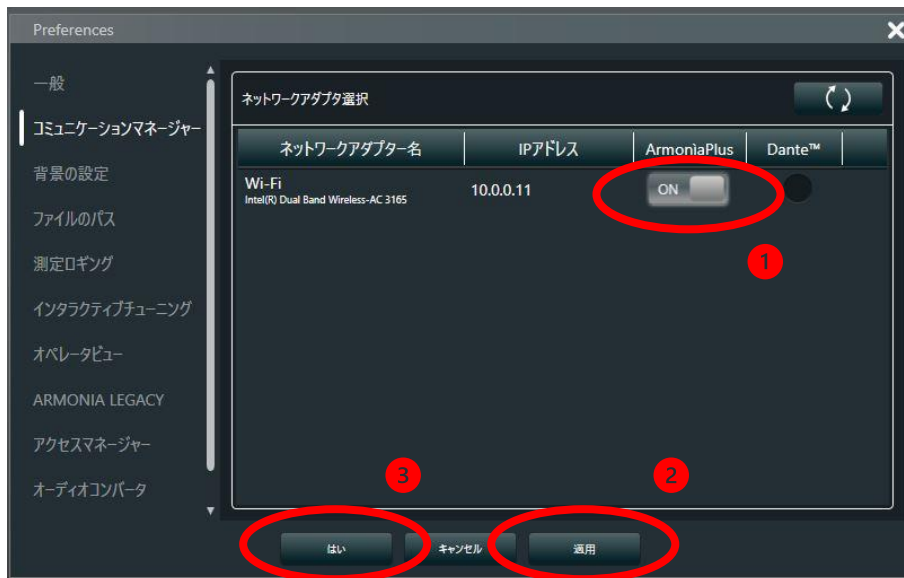 Preferences
一般
コミュニケーションマネージャー
背景の設定
ファイルのパス
測定ロギング
インタラクティブチューニング
オペレータビュー
ARMONIA LEGACY
アクセスマネージャー
オーディオコンバータ
ネットワークアダプタ選択
ネットワークアダプター名 IPアドレス ArmoníaPlus Dante™
Wi-Fi 10.0.0.11 ON
Intel(R) Dual Band Wireless-AC 3165
1
3 2
はい キャンセル 適用